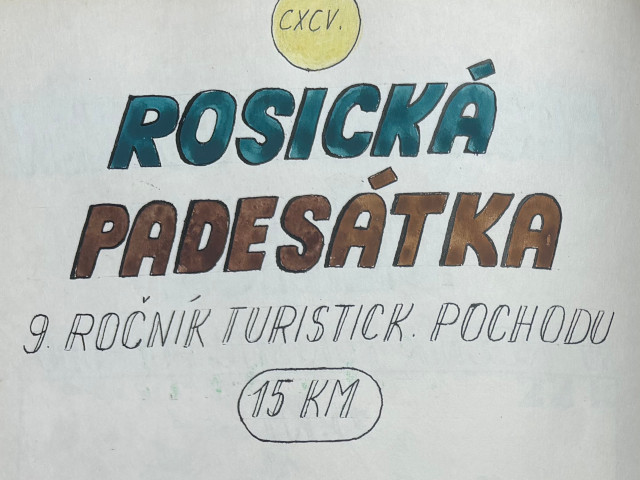 CXCV.
ROSICKÁ
PADESÁTKA
9. ROČNÍK TURISTICK. POCHODU
15 KM